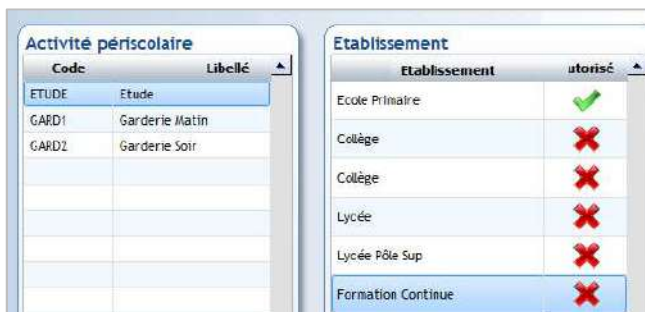 Activité périscolaire
Code Libellé
ETUDE Etude
GARD1 Garderie Matin
GARD2 Garderie Soir
Etablissement
Etablissement utorisé
Ecole Primaire
Collège
Collège
Lycée
Lycée Pôle Sup
Formation Continue